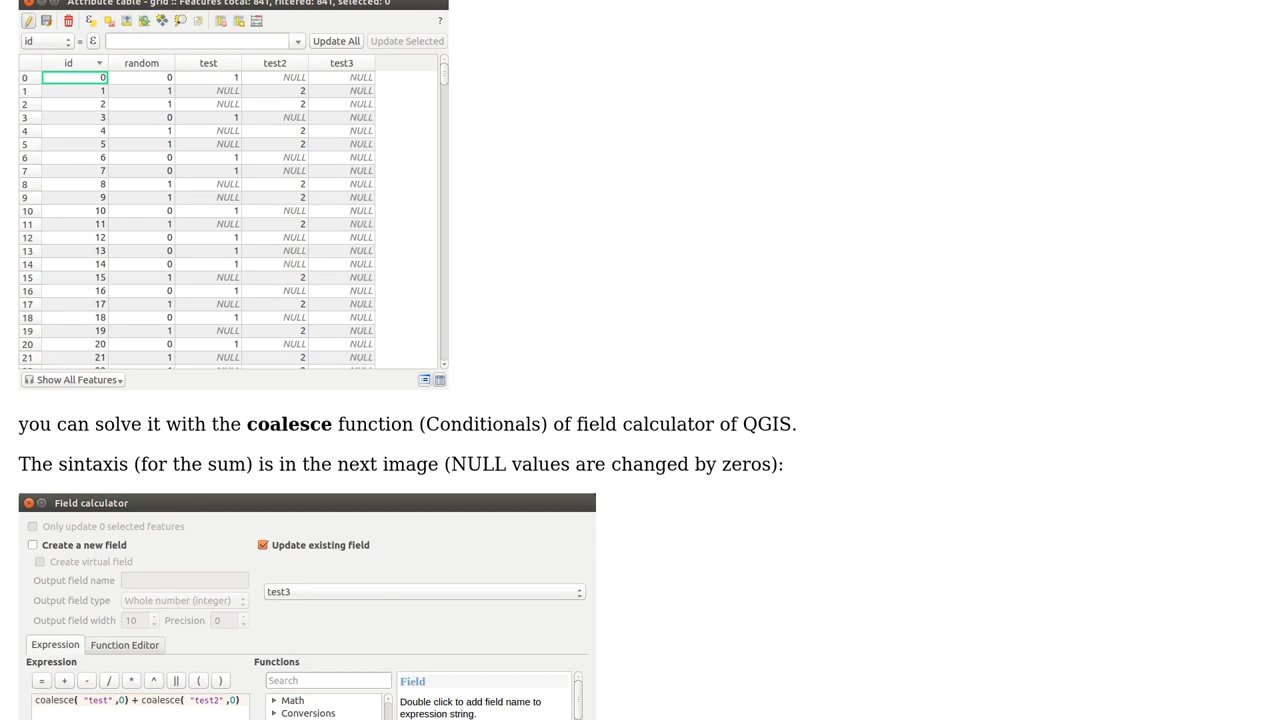 Attribute table - grid :: Features total: 841, filtered: 841, selected: 0
?
id = ε Update All Update Selected
id random test test2 test3
0 0 0 1 NULL NULL
1 1 1 NULL 2 NULL
2 2 1 NULL 2 NULL
3 3 0 1 NULL NULL
4 4 1 NULL 2 NULL
5 5 1 NULL 2 NULL
6 6 0 1 NULL NULL
7 7 0 1 NULL NULL
8 8 1 NULL 2 NULL
9 9 1 NULL 2 NULL
10 10 0 1 NULL NULL
11 11 1 NULL 2 NULL
12 12 0 1 NULL NULL
13 13 0 1 NULL NULL
14 14 0 1 NULL NULL
15 15 1 NULL 2 NULL
16 16 0 1 NULL NULL
17 17 1 NULL 2 NULL
18 18 0 1 NULL NULL
19 19 1 NULL 2 NULL
20 20 0 1 NULL NULL
21 21 1 NULL 2 NULL
Show All Features
you can solve it with the coalesce function (Conditionals) of field calculator of QGIS.
The sintaxis (for the sum) is in the next image (NULL values are changed by zeros):
Field calculator
Only update 0 selected features
Create a new field Update existing field
Create virtual field
Output field name
test3
Output field type Whole number (integer)
Output field width 10 Precision 0
Expression Function Editor
Expression Functions
= + - / * ^ || ( ) Search Field
coalesce( "test",0) + coalesce( "test2",0) Math Double click to add field name to
Conversions expression string.